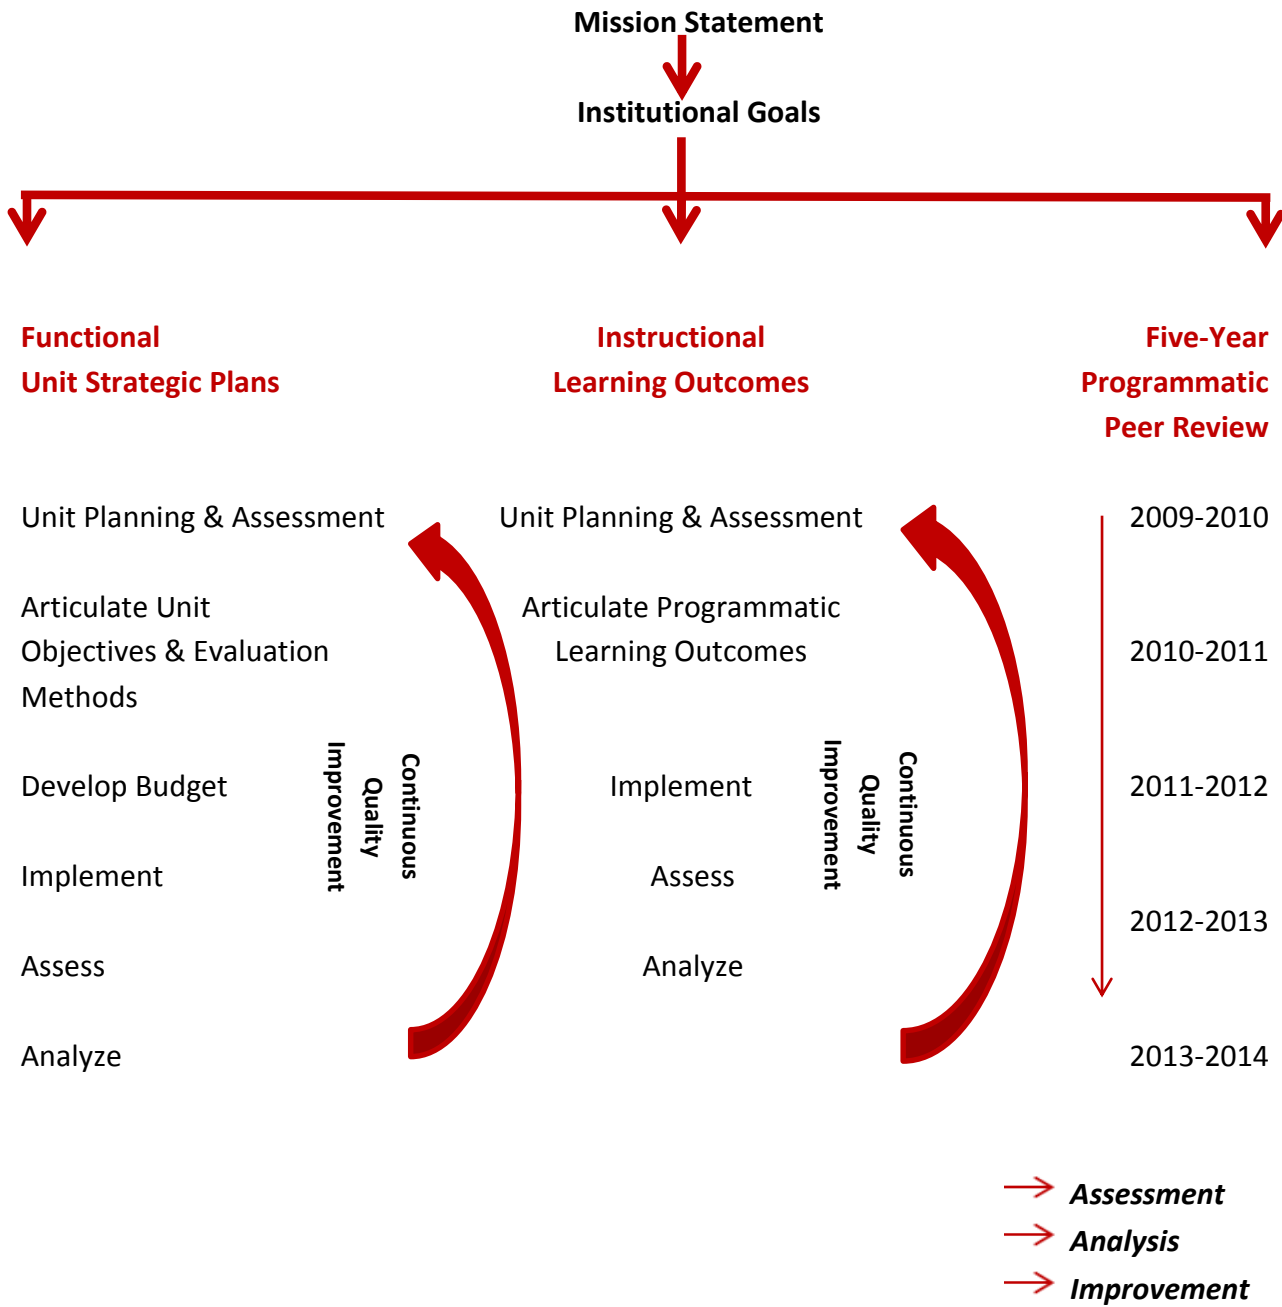 Mission Statement
Institutional Goals
Functional
Unit Strategic Plans
Instructional
Learning Outcomes
Five-Year
Programmatic
Peer Review
Unit Planning & Assessment
Articulate Unit
Objectives & Evaluation
Methods
Develop Budget
Implement
Assess
Analyze
Continuous
Quality
Improvement
Unit Planning & Assessment
Articulate Programmatic
Learning Outcomes
Implement
Assess
Analyze
Continuous
Quality
Improvement
2009-2010
2010-2011
2011-2012
2012-2013
2013-2014
Assessment
Analysis
Improvement